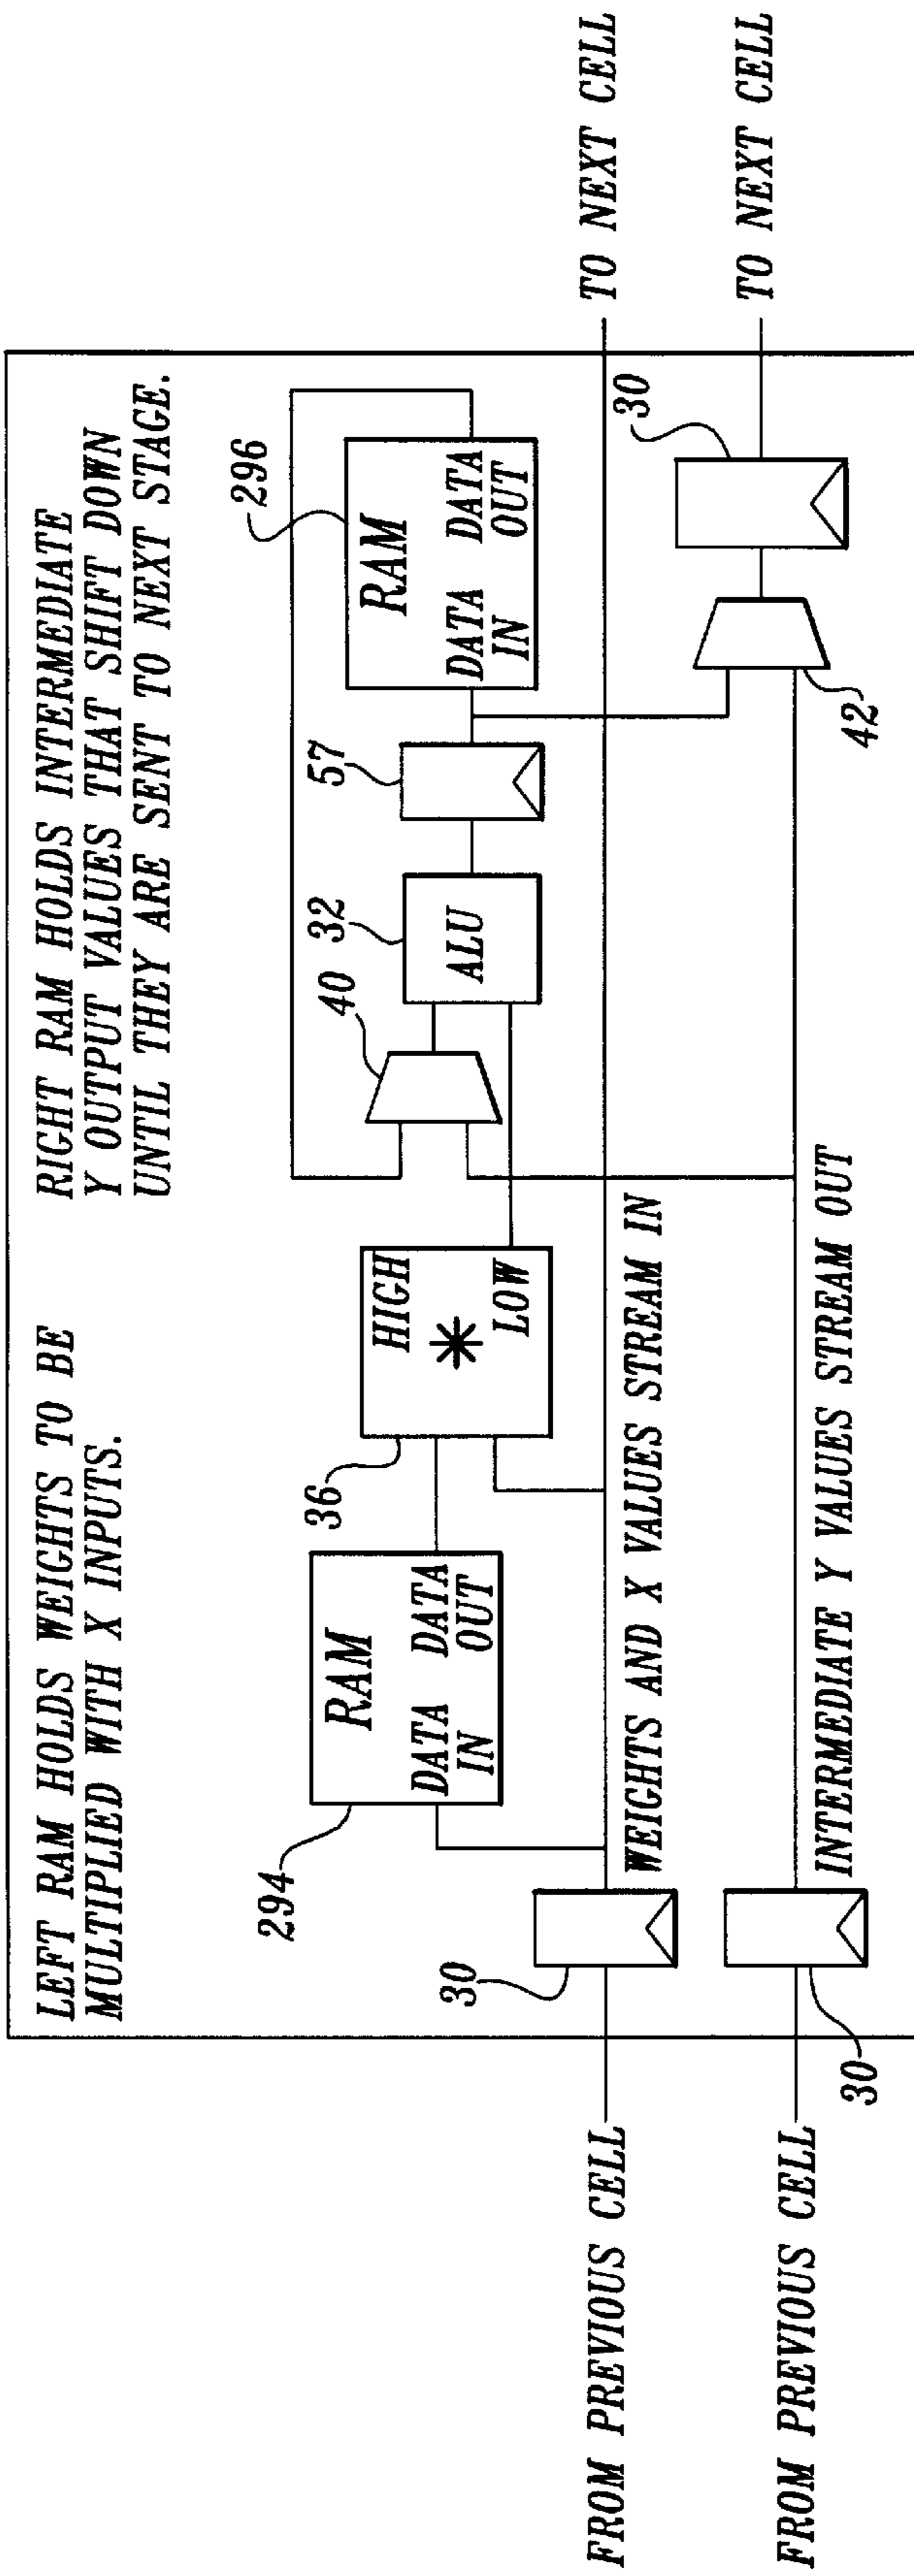 LEFT RAM HOLDS WEIGHTS TO BE
MULTIPLIED WITH X INPUTS.
RIGHT RAM HOLDS INTERMEDIATE
Y OUTPUT VALUES THAT SHIFT DOWN
UNTIL THEY ARE SENT TO NEXT STAGE.
294
RAM
DATA IN
DATA OUT
36
HIGH
*
LOW
40
32
ALU
57
296
RAM
DATA IN
DATA OUT
30
FROM PREVIOUS CELL
WEIGHTS AND X VALUES STREAM IN
TO NEXT CELL
30
42
FROM PREVIOUS CELL
30
INTERMEDIATE Y VALUES STREAM OUT
TO NEXT CELL